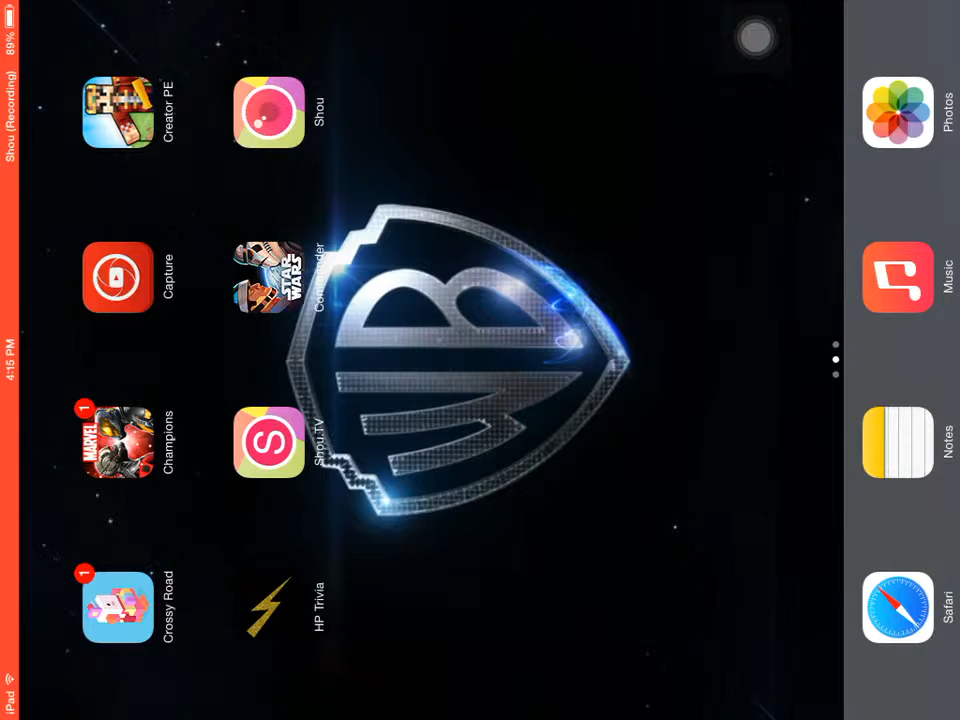 iPad
4:15 PM
Shou (Recording)
89%
1
1
MARVEL
STAR
WARS
S
Crossy Road
Champions
Capture
Creator PE
HP Trivia
Shou.TV
Commander
Shou
WB
Safari
Notes
Music
Photos